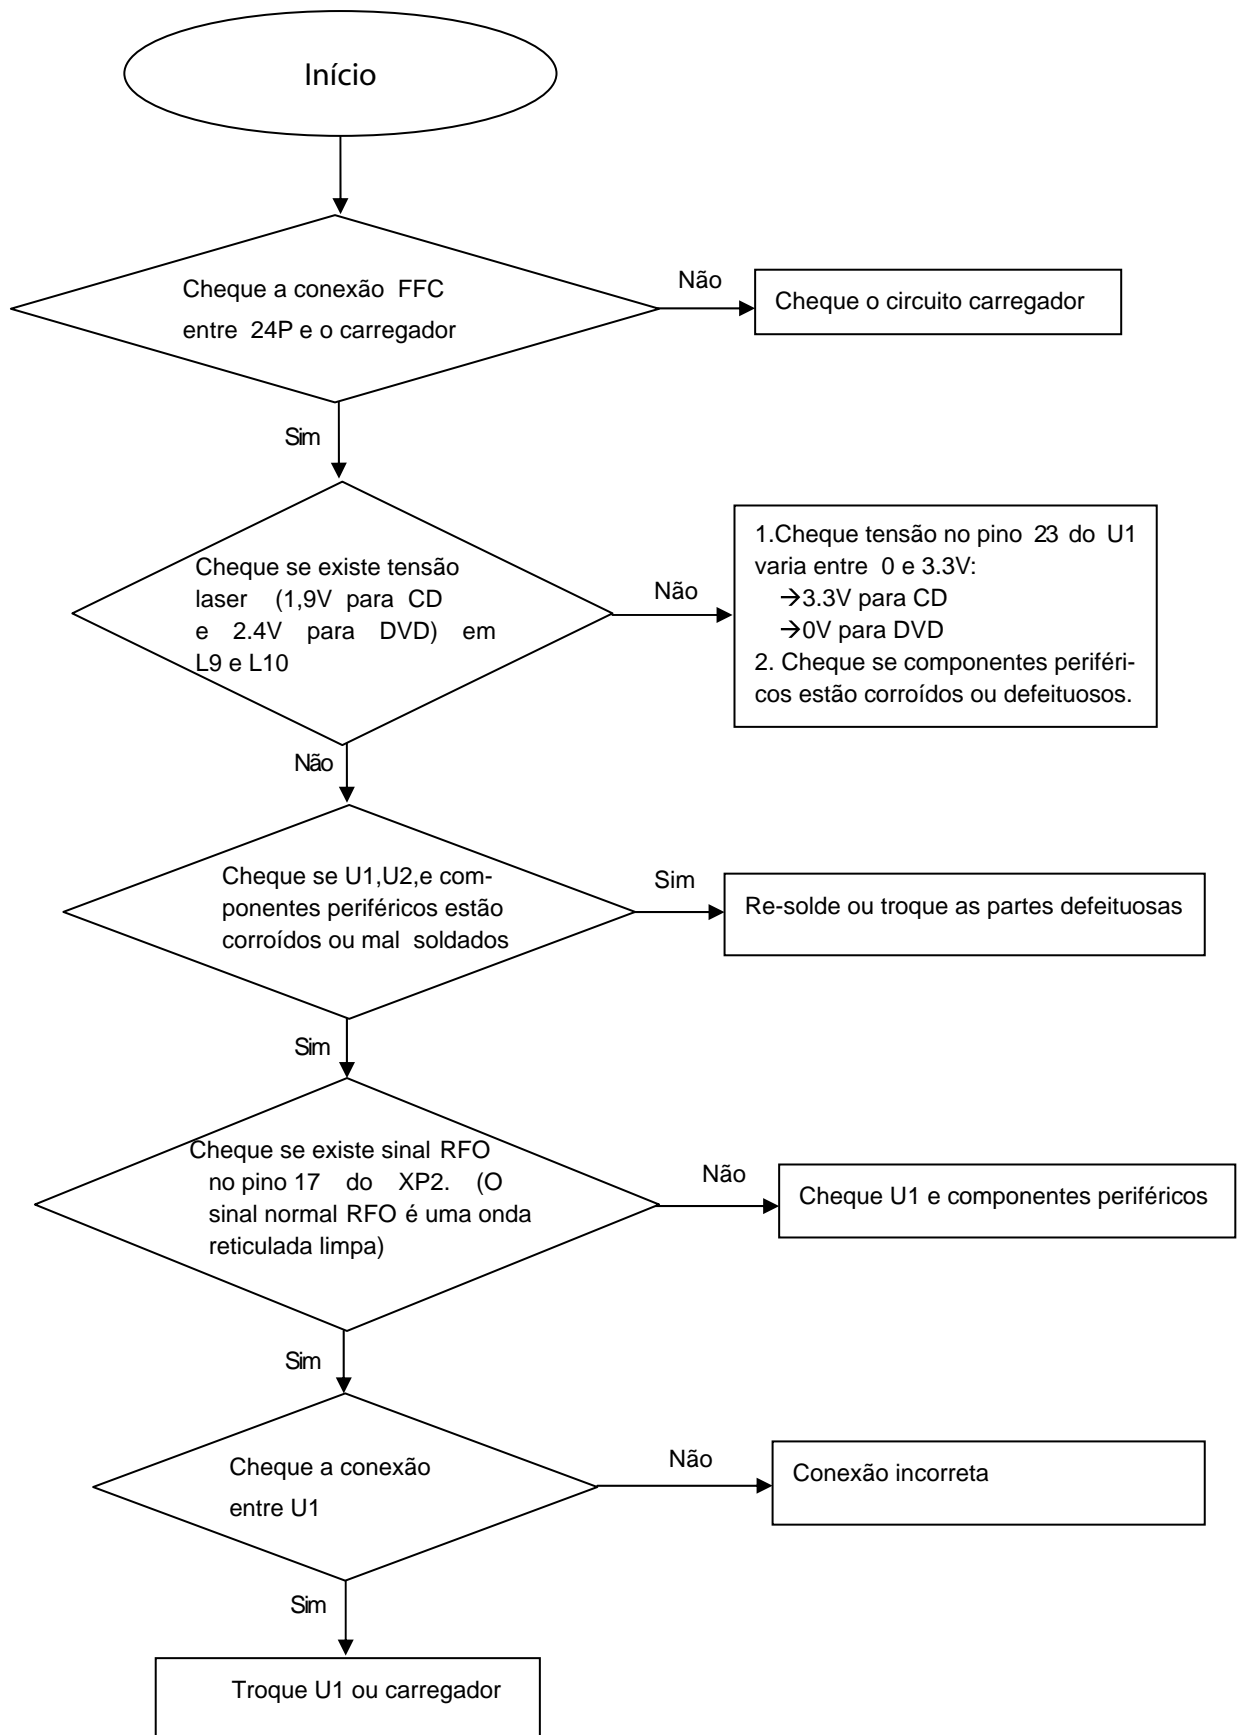 Início
Cheque a conexão FFC
entre 24P e o carregador
Não
Cheque o circuito carregador
Sim
Cheque se existe tensão
laser (1,9V para CD
e 2.4V para DVD) em
L9 e L10
Não
1.Cheque tensão no pino 23 do U1
varia entre 0 e 3.3V:
→3.3V para CD
→0V para DVD
2. Cheque se componentes periféri-
cos estão corroídos ou defeituosos.
Não
Cheque se U1,U2,e com-
ponentes periféricos estão
corroídos ou mal soldados
Sim
Re-solde ou troque as partes defeituosas
Sim
Cheque se existe sinal RFO
no pino 17 do XP2. (O
sinal normal RFO é uma onda
reticulada limpa)
Não
Cheque U1 e componentes periféricos
Sim
Cheque a conexão
entre U1
Não
Conexão incorreta
Sim
Troque U1 ou carregador